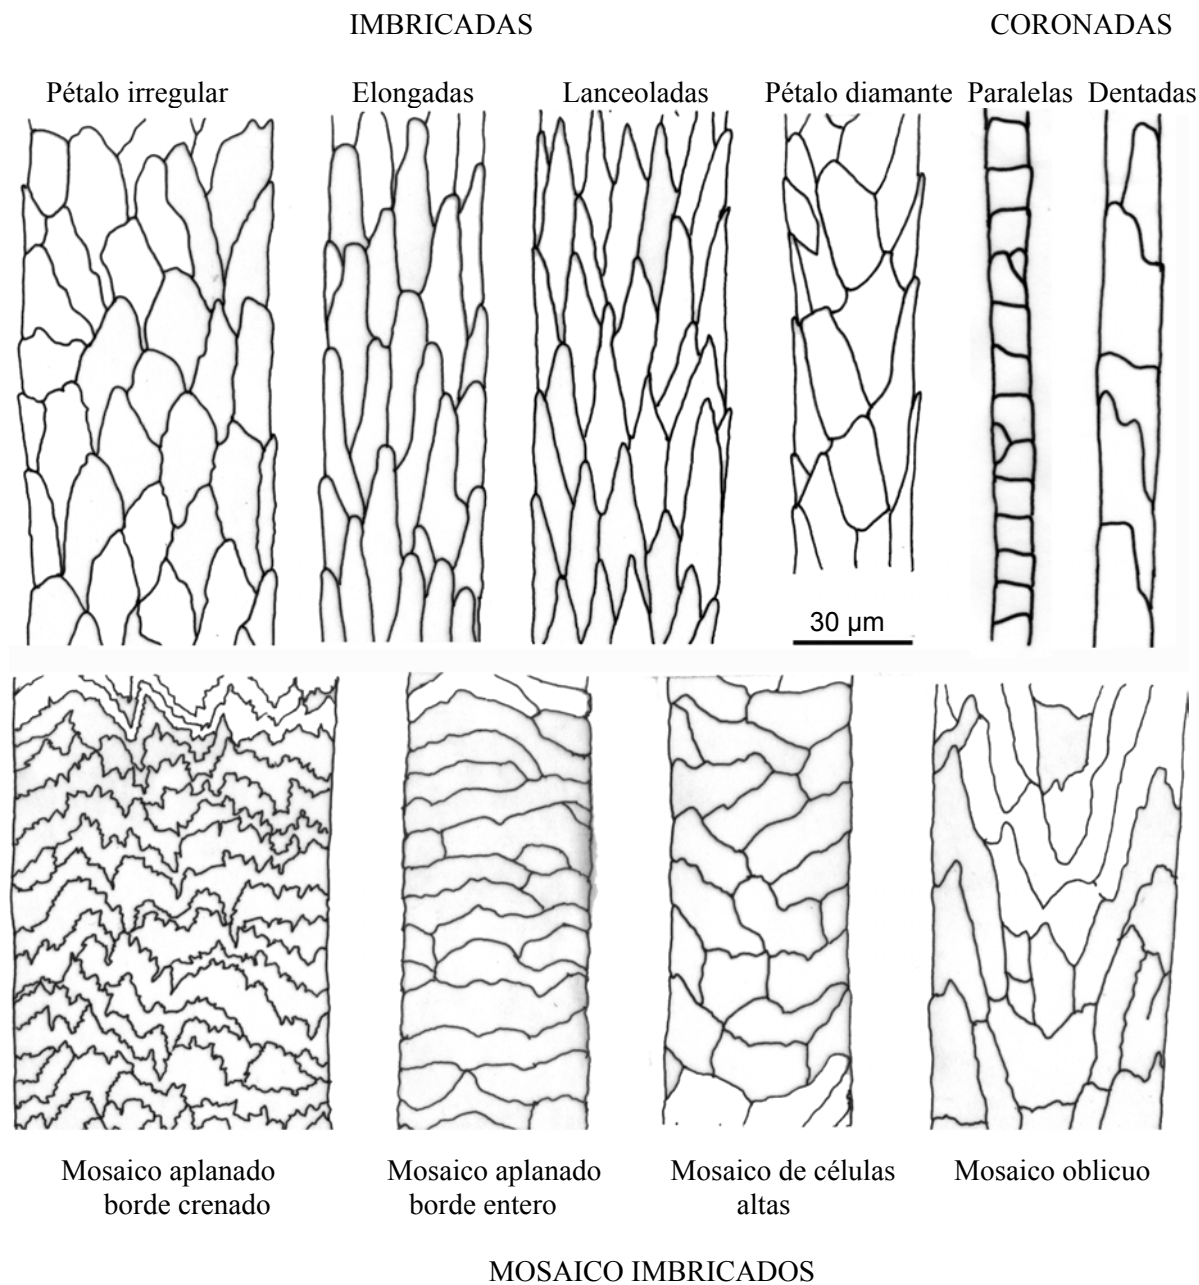 IMBRICADAS
CORONADAS
Pétalo irregular
Elongadas
Lanceoladas
Pétalo diamante
Paralelas
Dentadas
30 µm
Mosaico aplanado
borde crenado
Mosaico aplanado
borde entero
Mosaico de células
altas
Mosaico oblicuo
MOSAICO IMBRICADOS